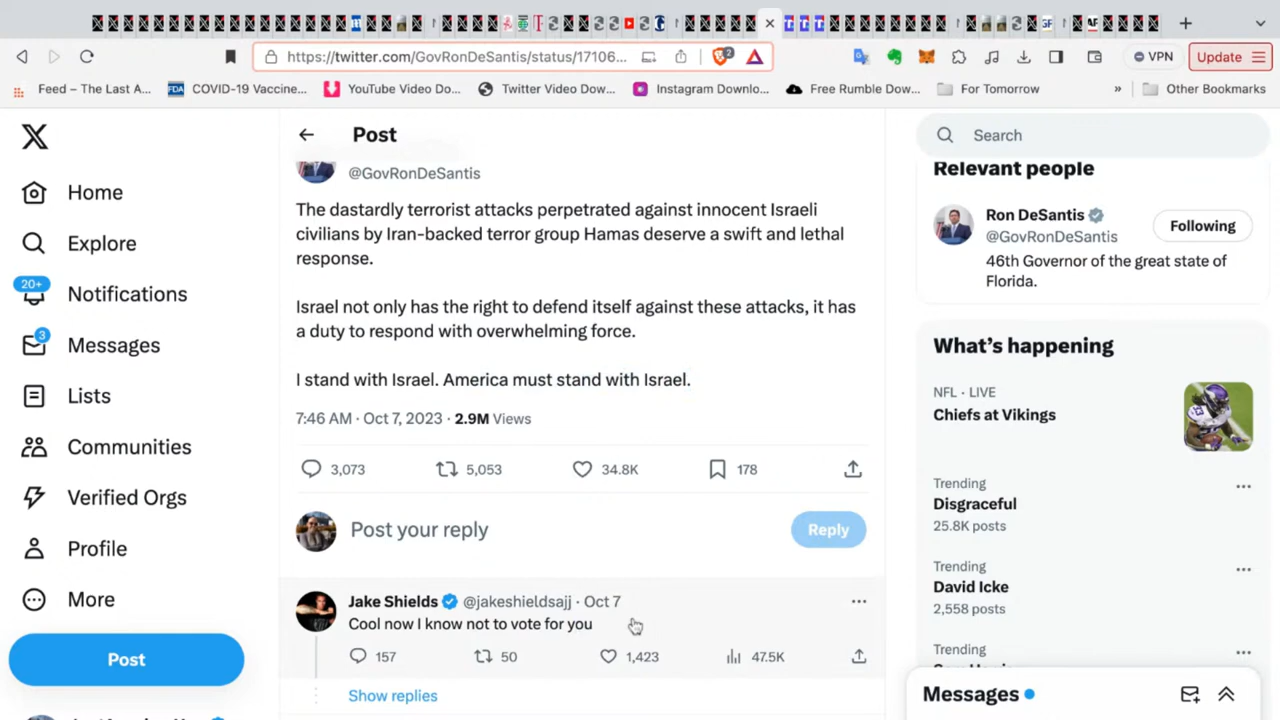 https://twitter.com/GovRonDeSantis/status/17106...
2
VPN
Update
Feed – The Last A...
FDA
COVID-19 Vaccine...
YouTube Video Do...
Twitter Video Dow...
Instagram Downlo...
Free Rumble Dow...
For Tomorrow
»
Other Bookmarks
Home
Explore
20+
Notifications
3
Messages
Lists
Communities
Verified Orgs
Profile
More
Post
Post
@GovRonDeSantis
The dastardly terrorist attacks perpetrated against innocent Israeli
civilians by Iran-backed terror group Hamas deserve a swift and lethal
response.
Israel not only has the right to defend itself against these attacks, it has
a duty to respond with overwhelming force.
I stand with Israel. America must stand with Israel.
7:46 AM · Oct 7, 2023 · 2.9M Views
3,073 5,053 34.8K 178
Post your reply
Reply
Jake Shields @jakeshieldsajj · Oct 7
Cool now I know not to vote for you
157 50 1,423 47.5K
Show replies
Search
Relevant people
Ron DeSantis
@GovRonDeSantis
Following
46th Governor of the great state of
Florida.
What's happening
NFL · LIVE
Chiefs at Vikings
Trending
Disgraceful
25.8K posts
Trending
David Icke
2,558 posts
Trending
Messages